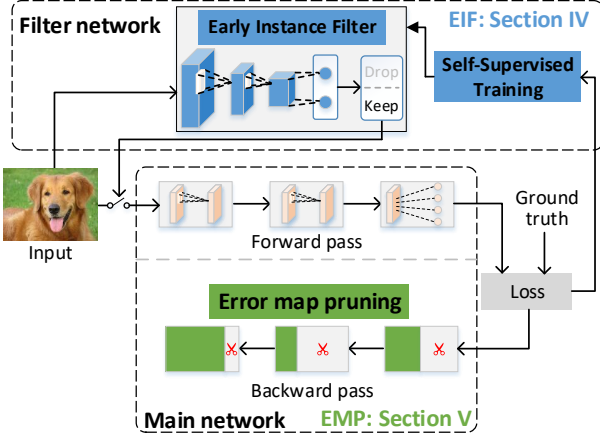 Filter network
EIF: Section IV
Early Instance Filter
Drop
Keep
Self-Supervised
Training
Input
Forward pass
Ground
truth
Loss
Error map pruning
Backward pass
Main network
EMP: Section V